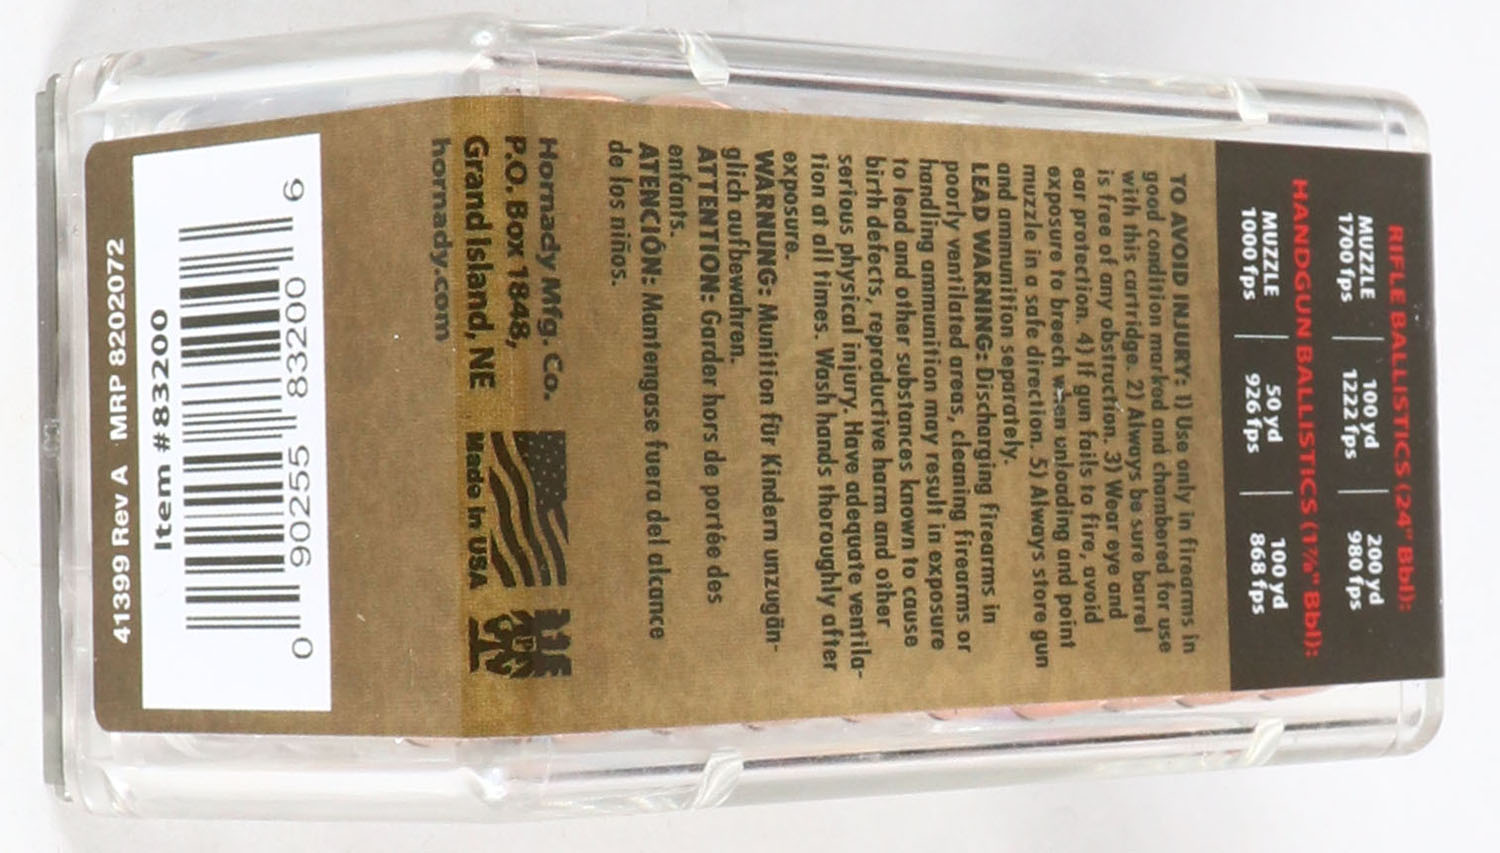 RIFLE BALLISTICS (24" Bbl):
MUZZLE 100 yd 200 yd
1700 fps 1222 fps 980 fps
HANDGUN BALLISTICS (1⅞" Bbl):
MUZZLE 50 yd 100 yd
1000 fps 926 fps 868 fps
TO AVOID INJURY: 1) Use only in firearms in
good condition marked and chambered for use
with this cartridge. 2) Always be sure barrel
is free of any obstruction. 3) Wear eye and
ear protection. 4) If gun fails to fire, avoid
exposure to breech when unloading and point
muzzle in a safe direction. 5) Always store gun
and ammunition separately.
LEAD WARNING: Discharging firearms in
poorly ventilated areas, cleaning firearms or
handling ammunition may result in exposure
to lead and other substances known to cause
birth defects, reproductive harm and other
serious physical injury. Have adequate ventila-
tion at all times. Wash hands thoroughly after
exposure.
WARNUNG: Munition für Kindern unzugän-
glich aufbewahren.
ATTENTION: Garder hors de portée des
enfants.
ATENCIÓN: Mantengase fuera del alcance
de los niños.
Hornady Mfg. Co.
P.O. Box 1848,
Grand Island, NE
hornady.com
Made In USA
6 83200 90255 0
Item #83200
41399 Rev A MRP 8202072